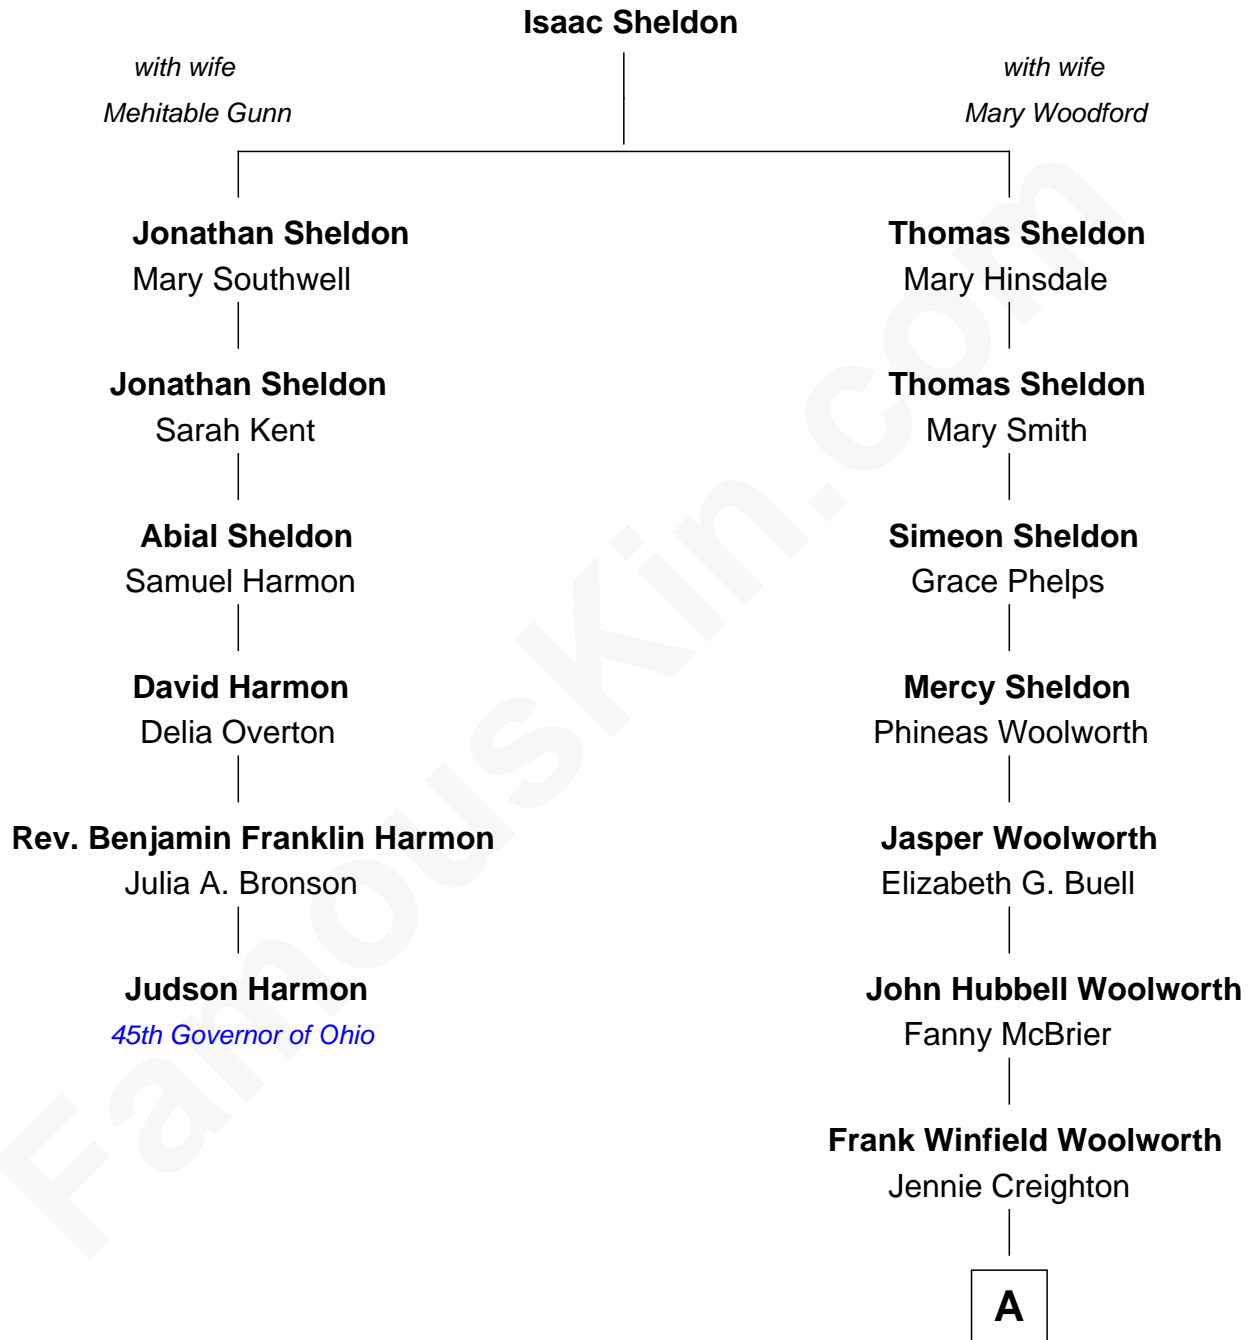 Isaac Sheldon
with wife
Mehitable Gunn
with wife
Mary Woodford
Jonathan Sheldon
Mary Southwell
Thomas Sheldon
Mary Hinsdale
Jonathan Sheldon
Sarah Kent
Thomas Sheldon
Mary Smith
Abial Sheldon
Samuel Harmon
Simeon Sheldon
Grace Phelps
David Harmon
Delia Overton
Mercy Sheldon
Phineas Woolworth
Rev. Benjamin Franklin Harmon
Julia A. Bronson
Jasper Woolworth
Elizabeth G. Buell
Judson Harmon
45th Governor of Ohio
John Hubbell Woolworth
Fanny McBrier
Frank Winfield Woolworth
Jennie Creighton
A
FamousKin.com